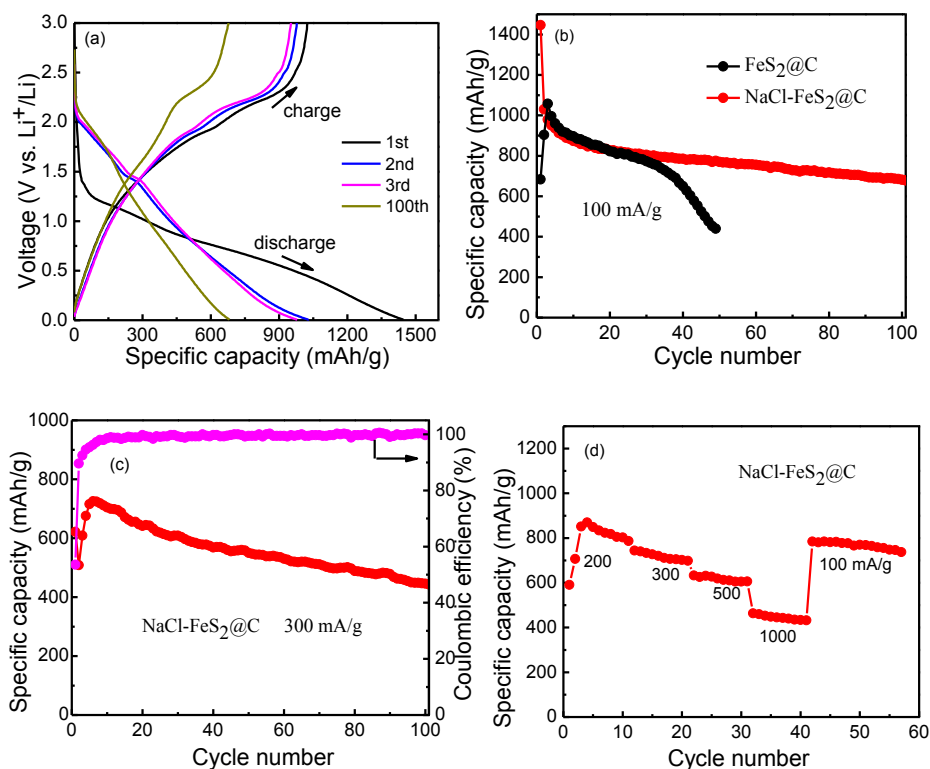 (a)
Voltage (V vs. Li⁺/Li)
3.0
2.5
2.0
1.5
1.0
0.5
0.0
charge
1st
2nd
3rd
100th
discharge
0 300 600 900 1200 1500
Specific capacity (mAh/g)
(b)
Specific capacity (mAh/g)
1400
1200
1000
800
600
400
200
0
FeS₂@C
NaCl-FeS₂@C
100 mA/g
0 20 40 60 80 100
Cycle number
(c)
Specific capacity (mAh/g)
1000
800
600
400
200
0
NaCl-FeS₂@C 300 mA/g
100
80
60
40
20
0
Coulombic efficiency (%)
0 20 40 60 80 100
Cycle number
(d)
NaCl-FeS₂@C
Specific capacity (mAh/g)
1200
1000
800
600
400
200
0
200
300
500
1000
100 mA/g
0 10 20 30 40 50 60
Cycle number